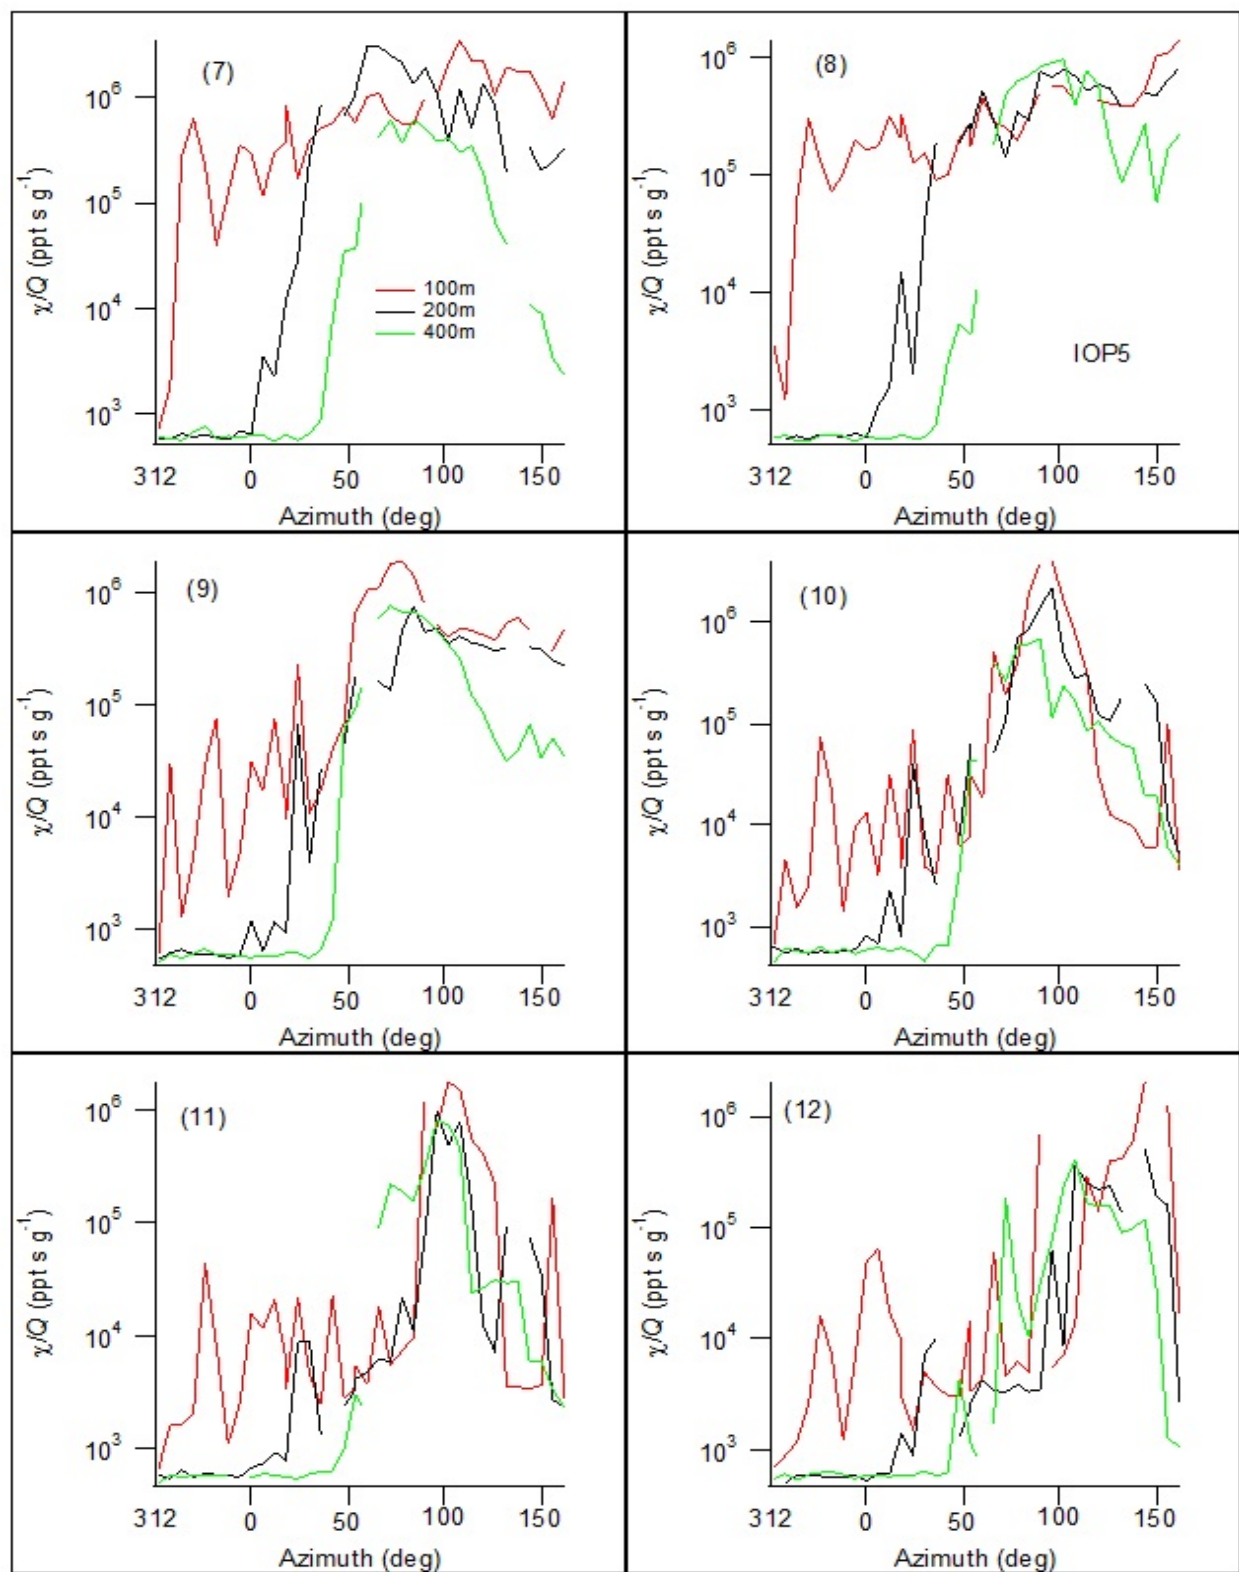 (7)
10^6
10^5
10^4
10^3
χ/Q (ppt s g^-1)
100m
200m
400m
312 0 50 100 150
Azimuth (deg)
(8)
10^6
10^5
10^4
10^3
χ/Q (ppt s g^-1)
IOP5
312 0 50 100 150
Azimuth (deg)
(9)
10^6
10^5
10^4
10^3
χ/Q (ppt s g^-1)
312 0 50 100 150
Azimuth (deg)
(10)
10^6
10^5
10^4
10^3
χ/Q (ppt s g^-1)
312 0 50 100 150
Azimuth (deg)
(11)
10^6
10^5
10^4
10^3
χ/Q (ppt s g^-1)
312 0 50 100 150
Azimuth (deg)
(12)
10^6
10^5
10^4
10^3
χ/Q (ppt s g^-1)
312 0 50 100 150
Azimuth (deg)